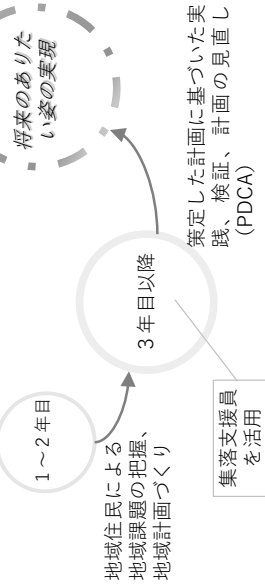 1～2年目
地域住民による
地域課題の把握、
地域計画づくり
3年目以降
集落支援員
を活用
策定した計画に基づいた実
践、検証、計画の見直し
(PDCA)
将来のありた
い姿の実現